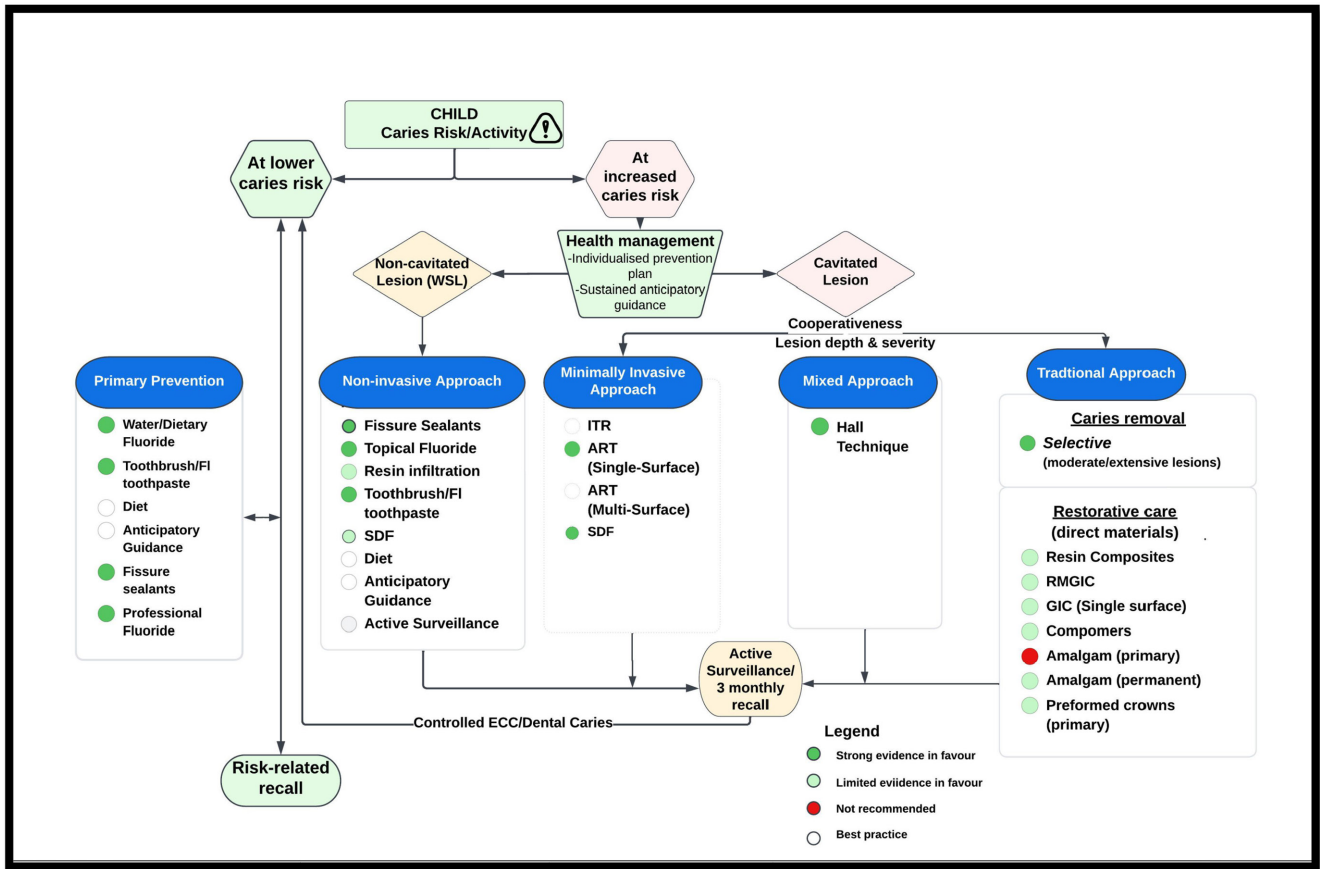 CHILD
Caries Risk/Activity
At lower
caries risk
At
increased
caries risk
Health management
-Individualised prevention
plan
-Sustained anticipatory
guidance
Non-cavitated
Lesion (WSL)
Cavitated
Lesion
Cooperativeness
Lesion depth & severity
Primary Prevention
Water/Dietary
Fluoride
Toothbrush/Fl
toothpaste
Diet
Anticipatory
Guidance
Fissure
sealants
Professional
Fluoride
Non-invasive Approach
Fissure Sealants
Topical Fluoride
Resin infiltration
Toothbrush/Fl
toothpaste
SDF
Diet
Anticipatory
Guidance
Active Surveillance
Minimally Invasive
Approach
ITR
ART
(Single-Surface)
ART
(Multi-Surface)
SDF
Mixed Approach
Hall
Technique
Tradtional Approach
Caries removal
Selective
(moderate/extensive lesions)
Restorative care
(direct materials)
Resin Composites
RMGIC
GIC (Single surface)
Compomers
Amalgam (primary)
Amalgam (permanent)
Preformed crowns
(primary)
Active
Surveillance/
3 monthly
recall
Controlled ECC/Dental Caries
Risk-related
recall
Legend
Strong evidence in favour
Limited eviidence in favour
Not recommended
Best practice